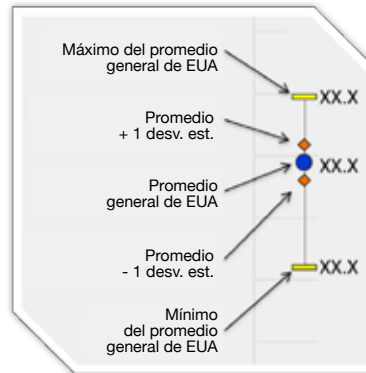 Máximo del promedio
general de EUA
XX.X
Promedio
+ 1 desv. est.
Promedio
general de EUA
XX.X
Promedio
- 1 desv. est.
XX.X
Mínimo
del promedio
general de EUA